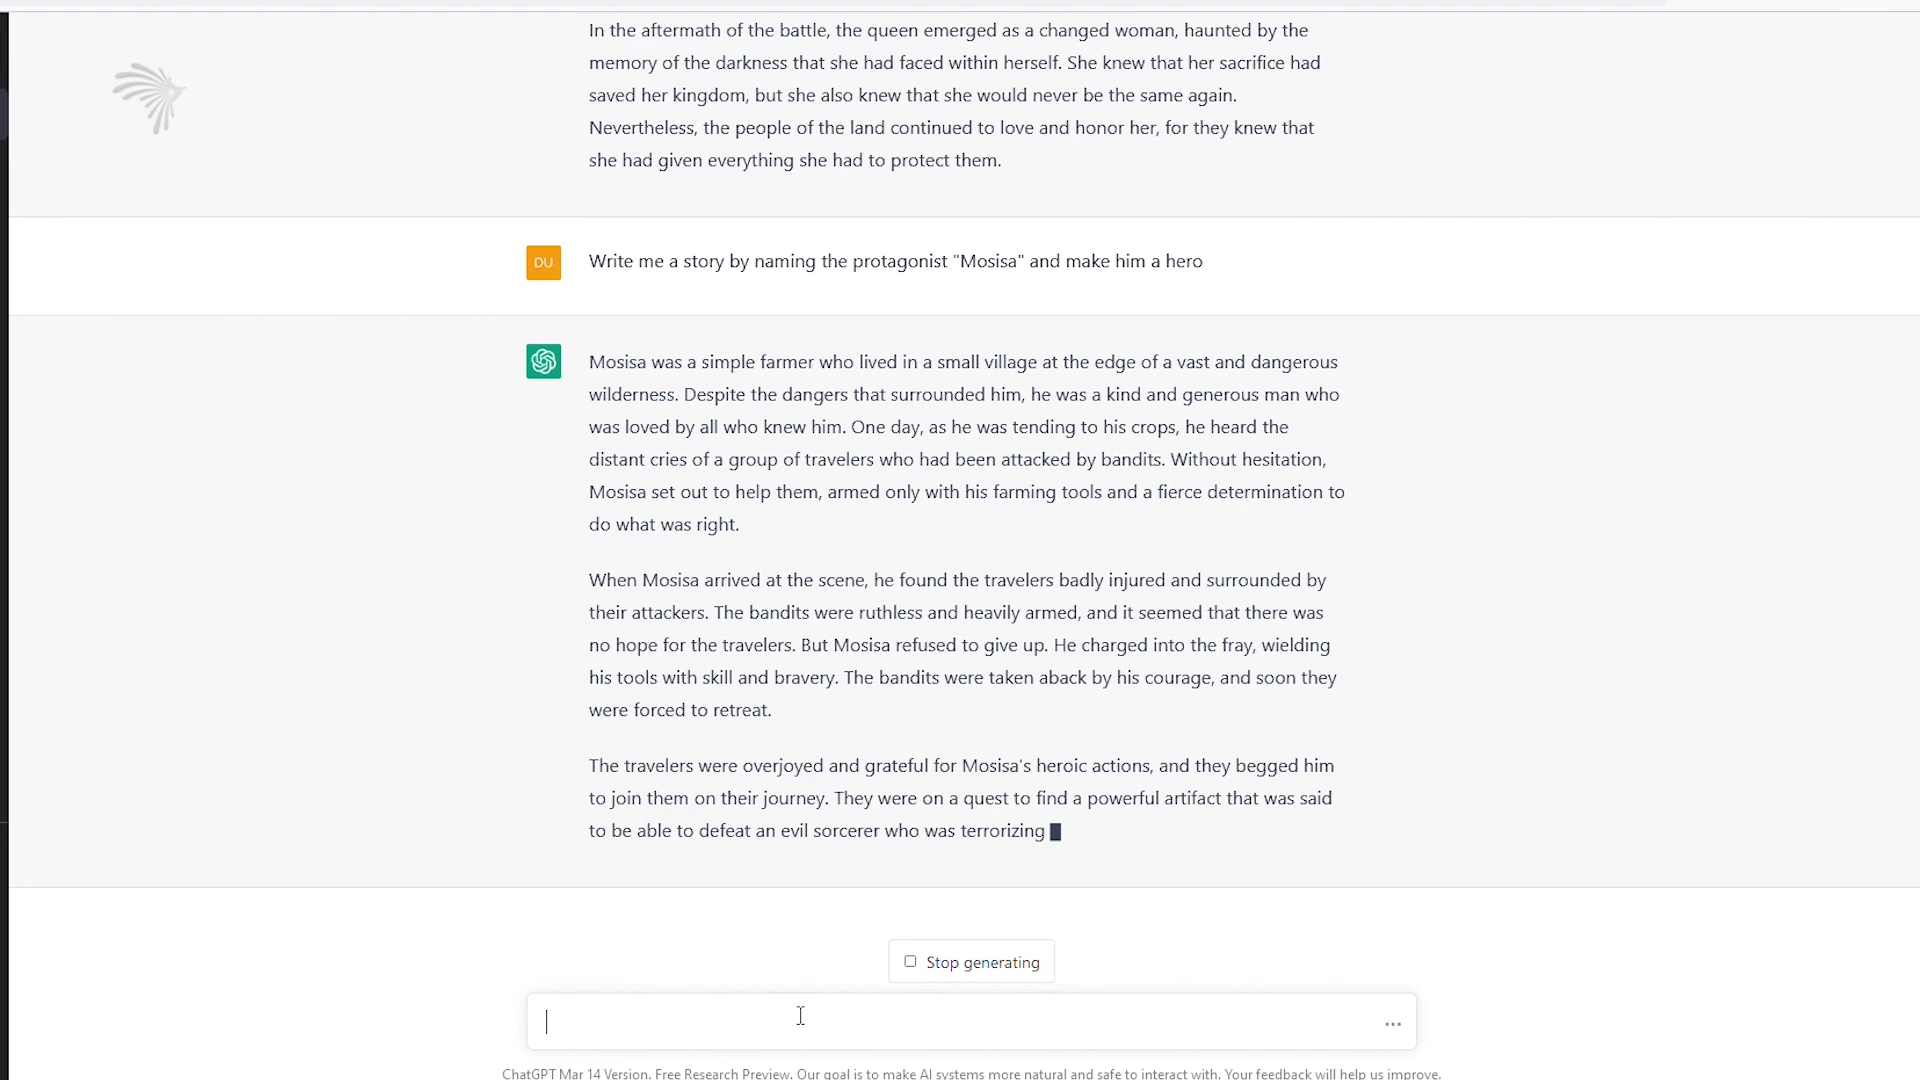 In the aftermath of the battle, the queen emerged as a changed woman, haunted by the
memory of the darkness that she had faced within herself. She knew that her sacrifice had
saved her kingdom, but she also knew that she would never be the same again.
Nevertheless, the people of the land continued to love and honor her, for they knew that
she had given everything she had to protect them.
DU
Write me a story by naming the protagonist "Mosisa" and make him a hero
Mosisa was a simple farmer who lived in a small village at the edge of a vast and dangerous
wilderness. Despite the dangers that surrounded him, he was a kind and generous man who
was loved by all who knew him. One day, as he was tending to his crops, he heard the
distant cries of a group of travelers who had been attacked by bandits. Without hesitation,
Mosisa set out to help them, armed only with his farming tools and a fierce determination to
do what was right.
When Mosisa arrived at the scene, he found the travelers badly injured and surrounded by
their attackers. The bandits were ruthless and heavily armed, and it seemed that there was
no hope for the travelers. But Mosisa refused to give up. He charged into the fray, wielding
his tools with skill and bravery. The bandits were taken aback by his courage, and soon they
were forced to retreat.
The travelers were overjoyed and grateful for Mosisa's heroic actions, and they begged him
to join them on their journey. They were on a quest to find a powerful artifact that was said
to be able to defeat an evil sorcerer who was terrorizing
Stop generating
ChatGPT Mar 14 Version. Free Research Preview. Our goal is to make AI systems more natural and safe to interact with. Your feedback will help us improve.